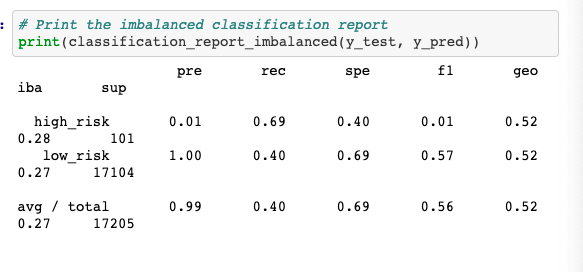 :
# Print the imbalanced classification report
print(classification_report_imbalanced(y_test, y_pred))
pre rec spe f1 geo
iba sup
high_risk 0.01 0.69 0.40 0.01 0.52
0.28 101
low_risk 1.00 0.40 0.69 0.57 0.52
0.27 17104
avg / total 0.99 0.40 0.69 0.56 0.52
0.27 17205